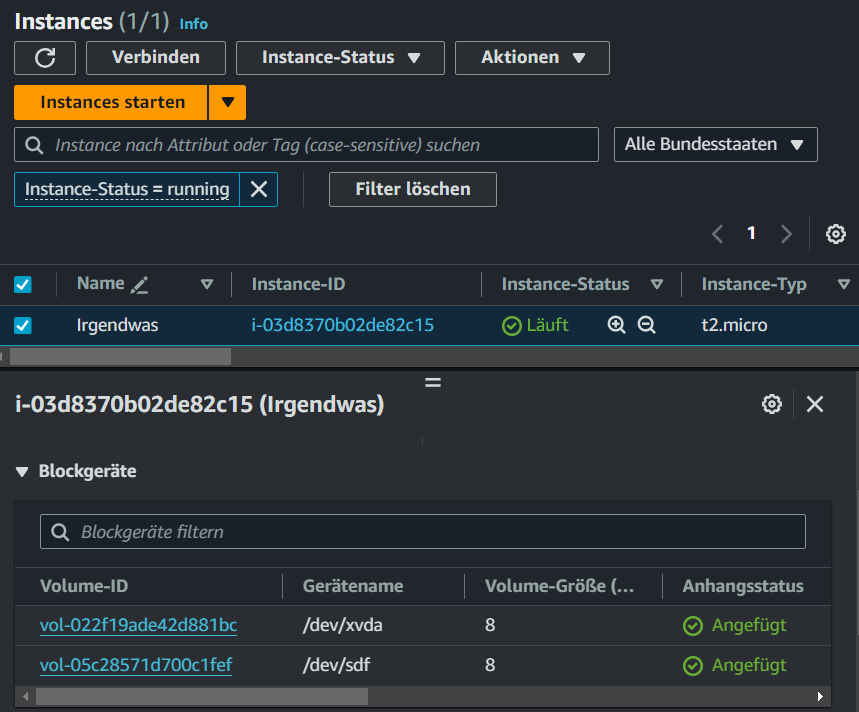 Instances (1/1) Info
Verbinden Instance-Status Aktionen
Instances starten
Instance nach Attribut oder Tag (case-sensitive) suchen Alle Bundesstaaten
Instance-Status = running Filter löschen
1
Name Instance-ID Instance-Status Instance-Typ
Irgendwas i-03d8370b02de82c15 Läuft t2.micro
i-03d8370b02de82c15 (Irgendwas)
Blockgeräte
Blockgeräte filtern
Volume-ID Gerätename Volume-Größe (... Anhangsstatus
vol-022f19ade42d881bc /dev/xvda 8 Angefügt
vol-05c28571d700c1fef /dev/sdf 8 Angefügt